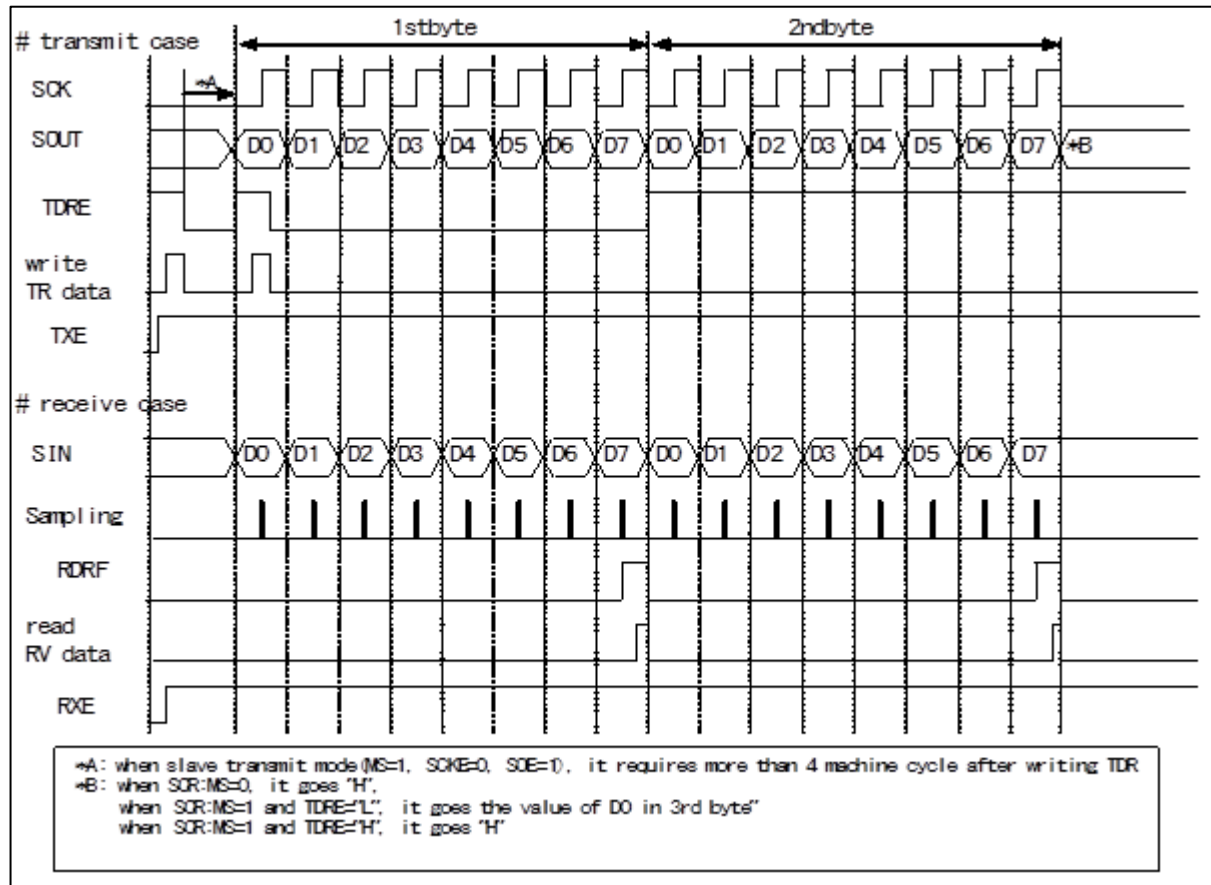 1stbyte 2ndbyte
# transmit case
*A
SCK
SOUT D0 D1 D2 D3 D4 D5 D6 D7 D0 D1 D2 D3 D4 D5 D6 D7 *B
TDRE
write
TR data
TXE
# receive case
SIN D0 D1 D2 D3 D4 D5 D6 D7 D0 D1 D2 D3 D4 D5 D6 D7
Sampling
RDRF
read
RV data
RXE
*A: when slave transmit mode(MS=1, SCKE=0, SOE=1), it requires more than 4 machine cycle after writing TDR
*B: when SCR:MS=0, it goes "H",
when SCR:MS=1 and TDRE="L", it goes the value of D0 in 3rd byte"
when SCR:MS=1 and TDRE="H", it goes "H"